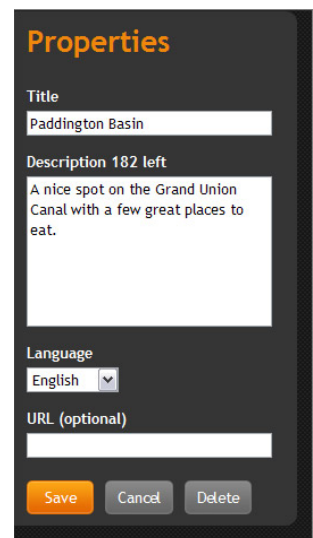 Properties
Title
Paddington Basin
Description 182 left
A nice spot on the Grand Union
Canal with a few great places to
eat.
Language
English
URL (optional)
Save Cancel Delete